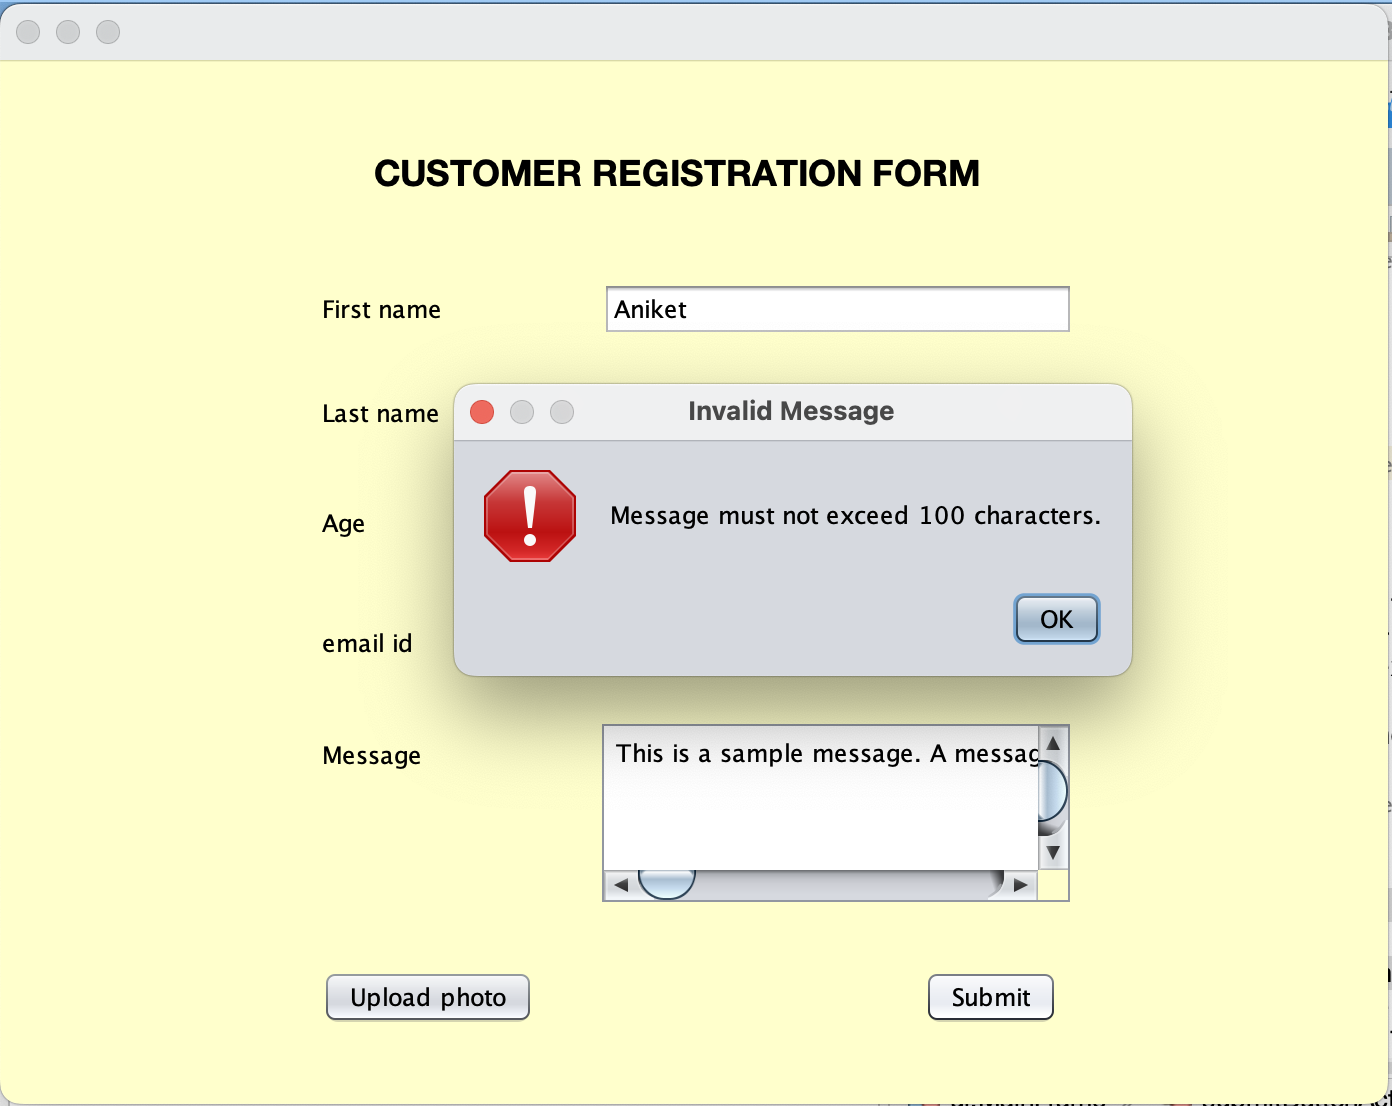 CUSTOMER REGISTRATION FORM
First name
Aniket
Last name
Invalid Message
Message must not exceed 100 characters.
Age
OK
email id
Message
This is a sample message. A messag
Upload photo
Submit